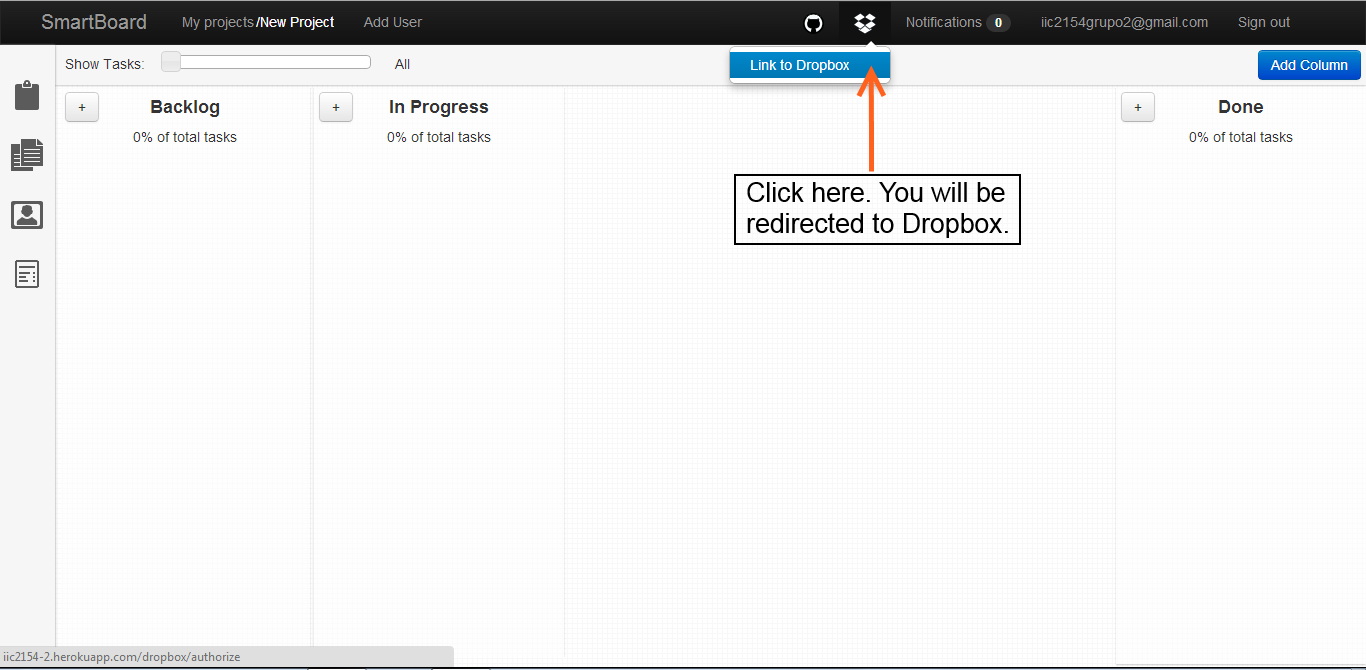 SmartBoard My projects/New Project Add User Notifications 0 iic2154grupo2@gmail.com Sign out
Show Tasks: All Link to Dropbox Add Column
+ Backlog + In Progress + Done
0% of total tasks 0% of total tasks 0% of total tasks
Click here. You will be
redirected to Dropbox.
iic2154-2.herokuapp.com/dropbox/authorize